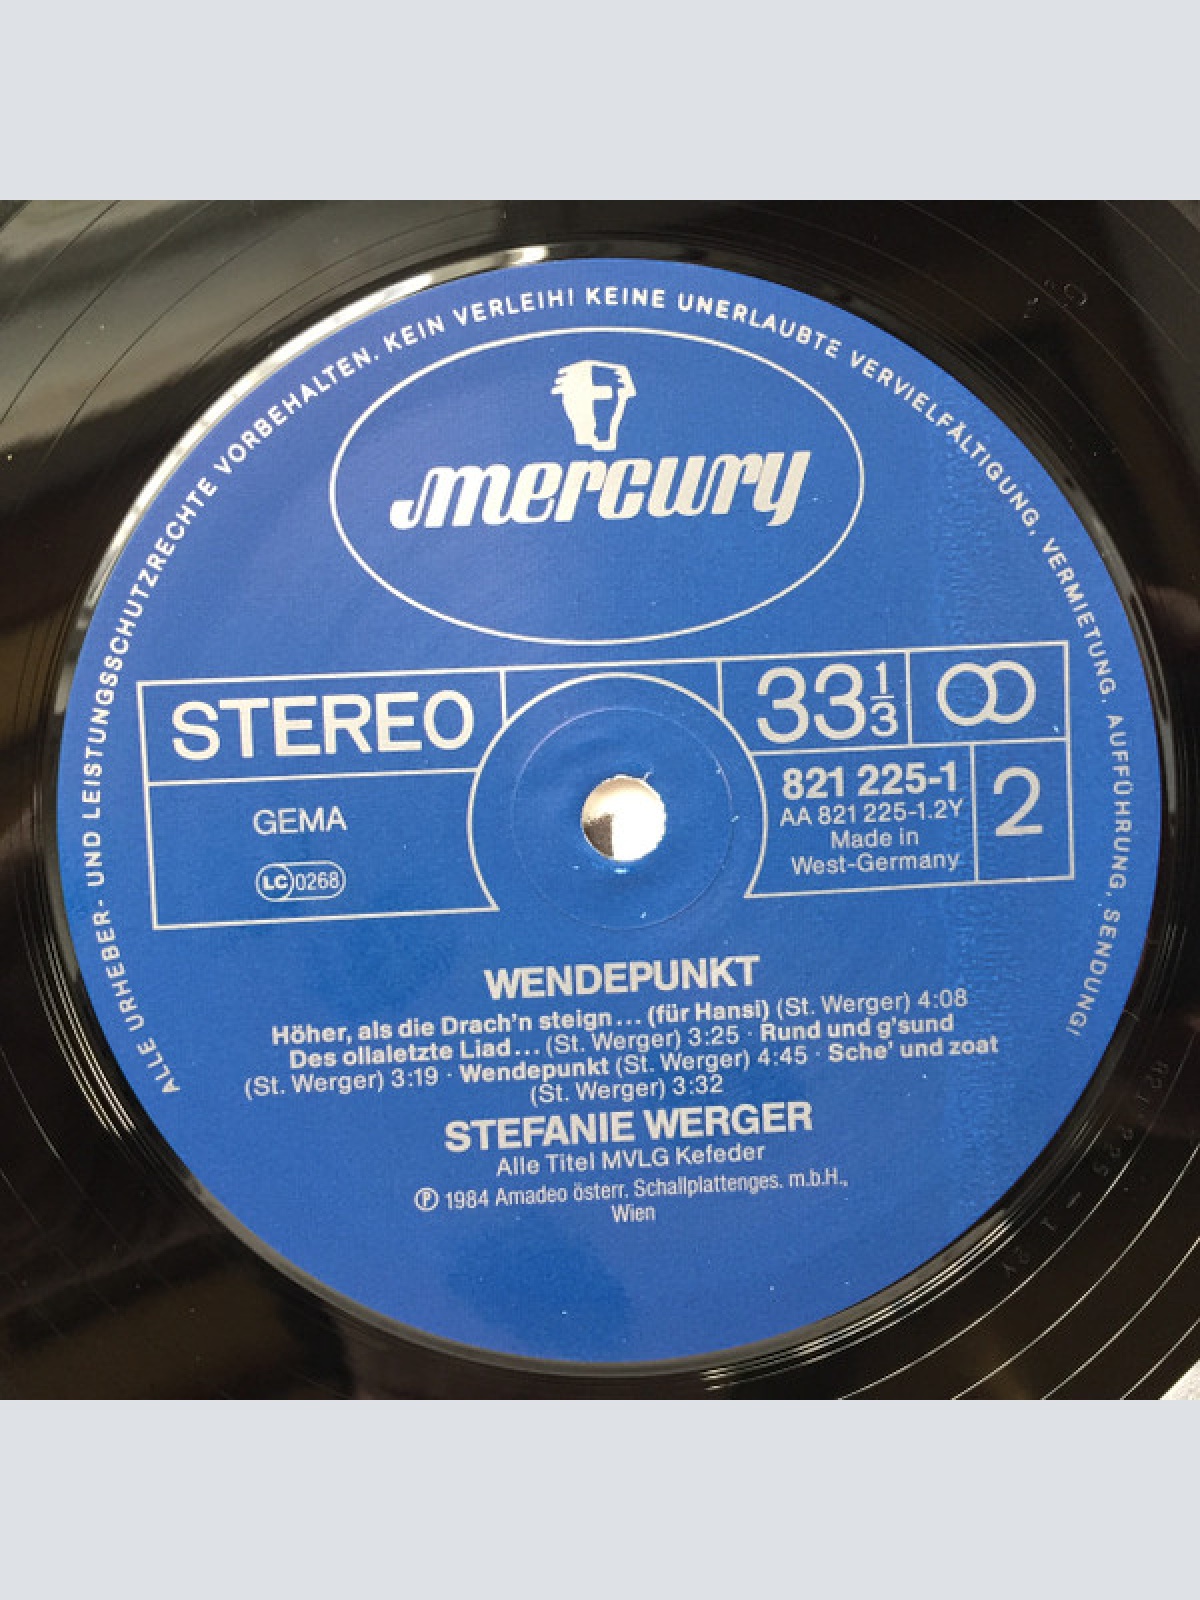 ALLE URHEBER- UND LEISTUNGSSCHUTZRECHTE VORBEHALTEN. KEIN VERLEIH! KEINE UNERLAUBTE VERVIELFÄLTIGUNG, VERMIETUNG, AUFFÜHRUNG, SENDUNG!
mercury
STEREO
33 1/3
GEMA
LC 0268
821 225-1
AA 821 225-1.2Y
Made in
West-Germany
2
WENDEPUNKT
Höher, als die Drach'n steign... (für Hansi) (St. Werger) 4:08
Des ollaletzte Liad... (St. Werger) 3:25 · Rund und g'sund
(St. Werger) 3:19 · Wendepunkt (St. Werger) 4:45 · Sche' und zoat
(St. Werger) 3:32
STEFANIE WERGER
Alle Titel MVLG Kefeder
℗ 1984 Amadeo österr. Schallplattenges. m.b.H.,
Wien